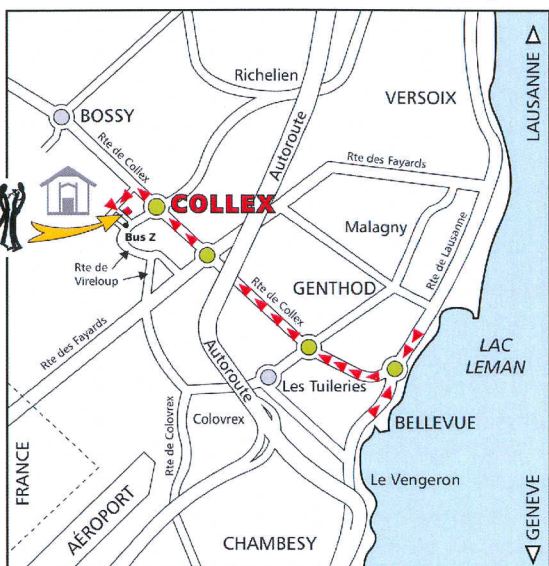 Richelien
VERSOIX
LAUSANNE
BOSSY
Rte de Collex
Autoroute
Rte des Fayards
COLLEX
Bus Z
Malagny
Rte de Lausanne
Rte de
Vireloup
Rte de Collex
GENTHOD
Rte des Fayards
Autoroute
LAC
LEMAN
Les Tuileries
Rte de Colovrex
Colovrex
BELLEVUE
FRANCE
Le Vengeron
AÉROPORT
CHAMBESY
GENEVE